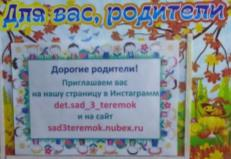 Для вас, родители
Дорогие родители!
Приглашаем вас
на нашу страницу в Инстаграмм
det.sad_3_teremok
и на сайт
sad3teremok.nubex.ru